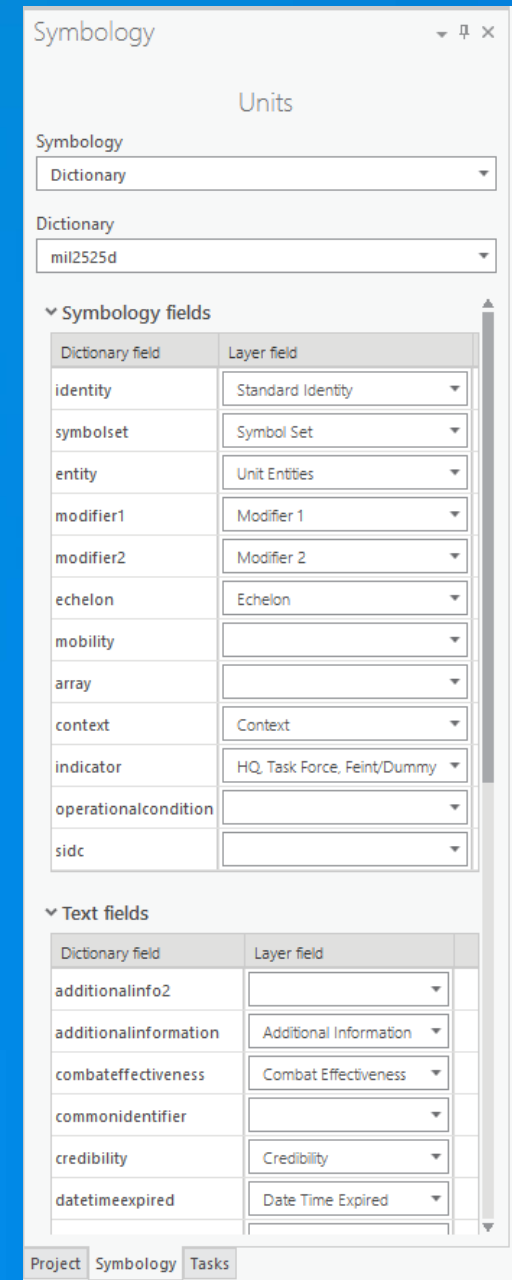 Symbology
Units
Symbology
Dictionary
Dictionary
mil2525d
Symbology fields
Dictionary field Layer field
identity Standard Identity
symbolset Symbol Set
entity Unit Entities
modifier1 Modifier 1
modifier2 Modifier 2
echelon Echelon
mobility
array
context Context
indicator HQ, Task Force, Feint/Dummy
operationalcondition
sidc
Text fields
Dictionary field Layer field
additionalinfo2
additionalinformation Additional Information
combateffectiveness Combat Effectiveness
commonidentifier
credibility Credibility
datetimeexpired Date Time Expired
Project Symbology Tasks